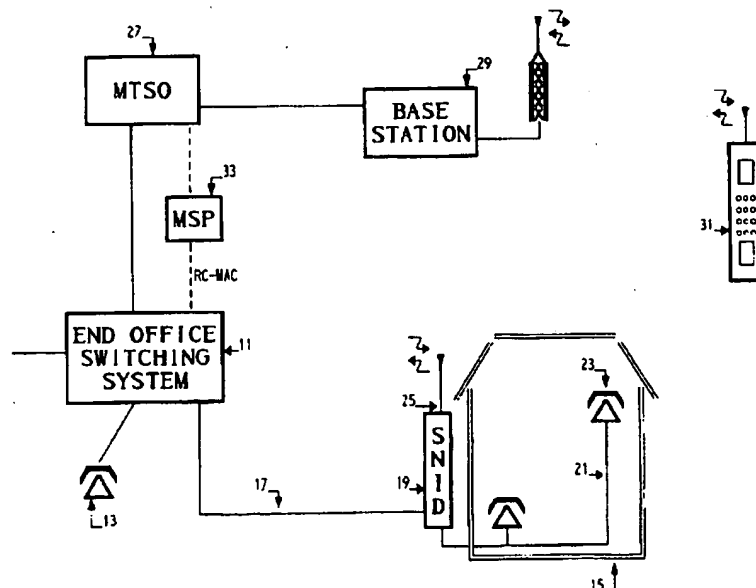 27
MTSO
29
BASE
STATION
33
MSP
31
RC-MAC
END OFFICE
SWITCHING
SYSTEM
11
23
25
SNID
19
21
17
13
15